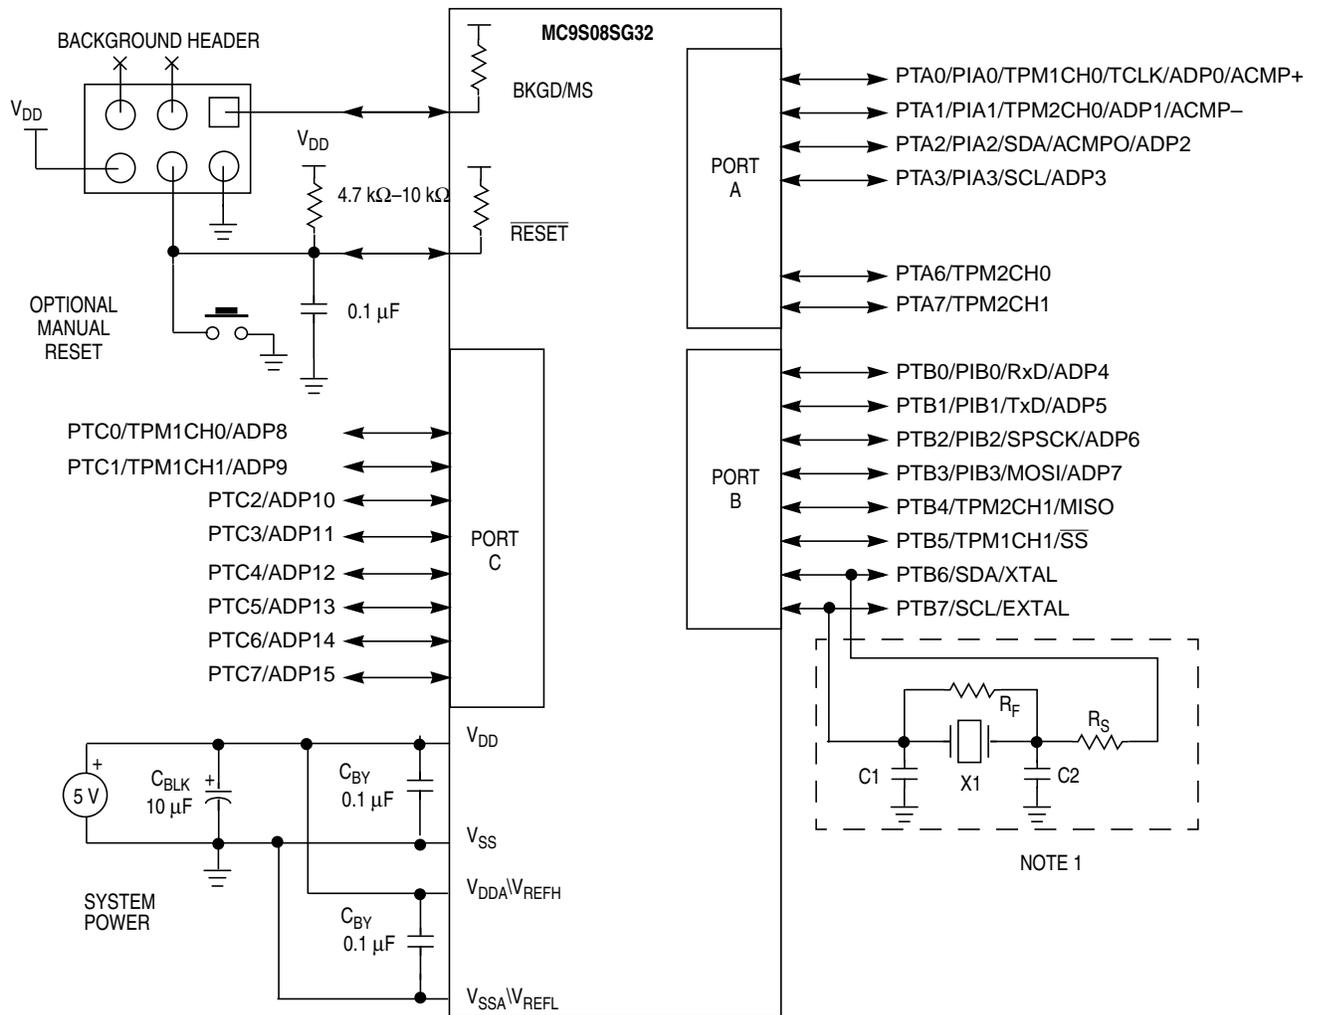 MC9S08SG32
BACKGROUND HEADER
VDD
BKGD/MS
VDD
4.7 kΩ–10 kΩ
RESET
OPTIONAL
MANUAL
RESET
0.1 μF
PORT
A
PTA0/PIA0/TPM1CH0/TCLK/ADP0/ACMP+
PTA1/PIA1/TPM2CH0/ADP1/ACMP–
PTA2/PIA2/SDA/ACMPO/ADP2
PTA3/PIA3/SCL/ADP3
PTA6/TPM2CH0
PTA7/TPM2CH1
PORT
B
PTB0/PIB0/RxD/ADP4
PTB1/PIB1/TxD/ADP5
PTB2/PIB2/SPSCK/ADP6
PTB3/PIB3/MOSI/ADP7
PTB4/TPM2CH1/MISO
PTB5/TPM1CH1/SS
PTB6/SDA/XTAL
PTB7/SCL/EXTAL
PTC0/TPM1CH0/ADP8
PTC1/TPM1CH1/ADP9
PTC2/ADP10
PTC3/ADP11
PTC4/ADP12
PTC5/ADP13
PTC6/ADP14
PTC7/ADP15
PORT
C
RF
RS
C1
X1
C2
NOTE 1
VDD
+
5 V
CBLK
+
10 μF
CBY
0.1 μF
VSS
SYSTEM
POWER
VDDA\VREFH
CBY
0.1 μF
VSSA\VREFL